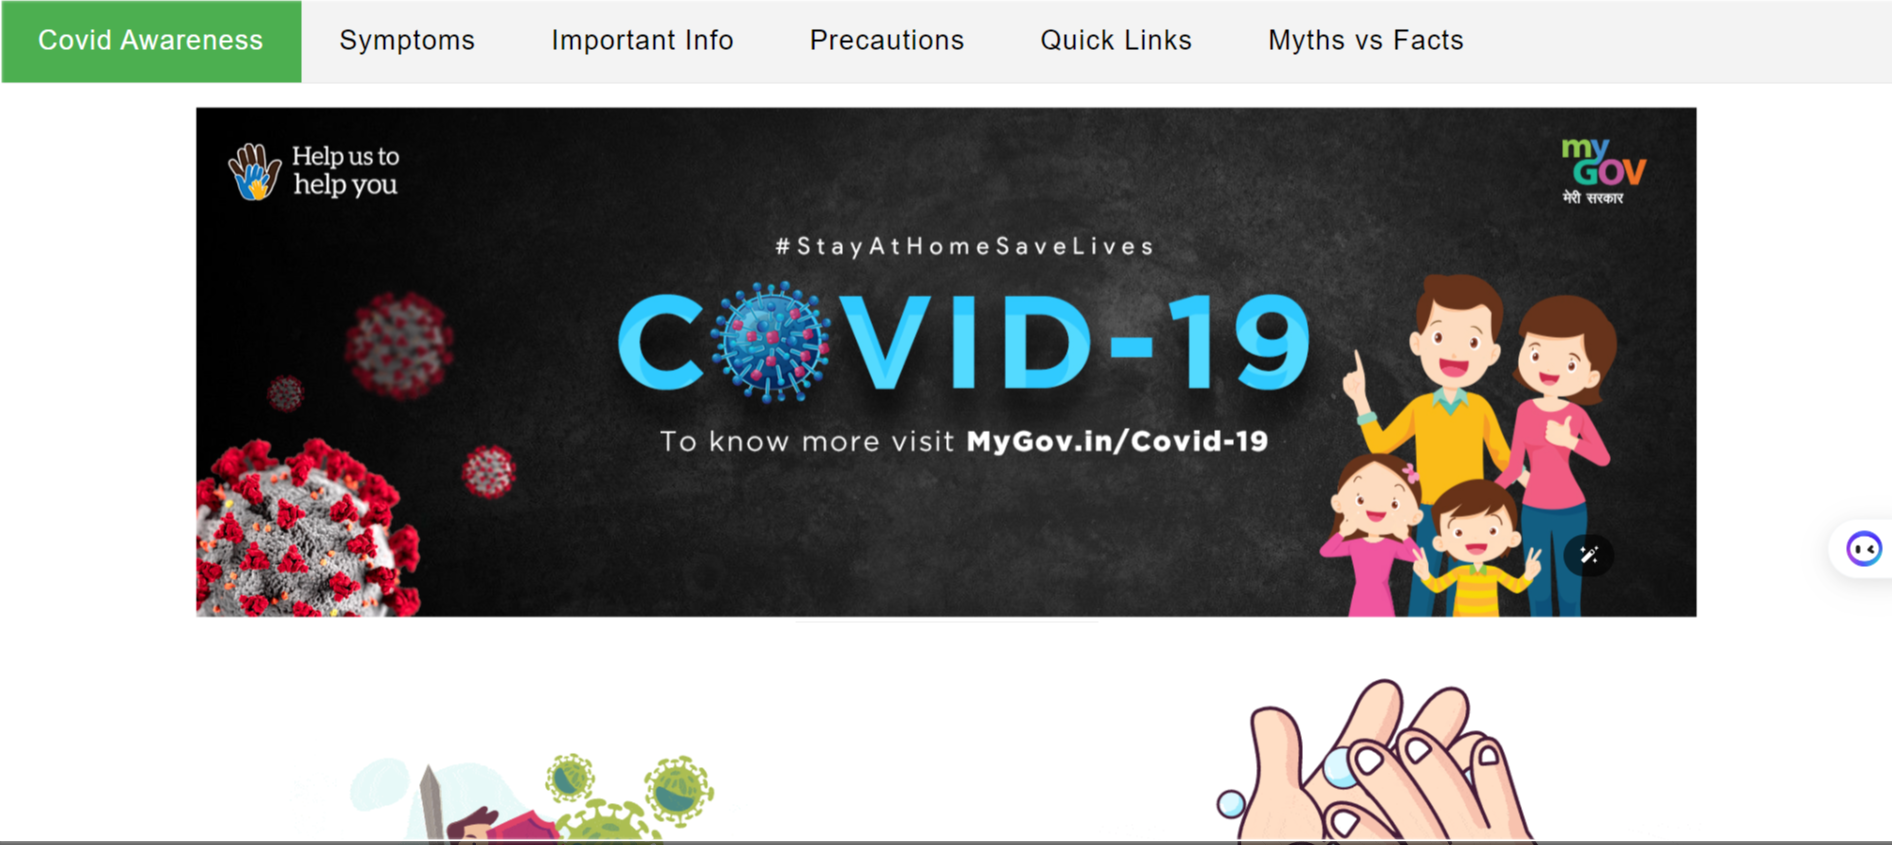 Covid Awareness
Symptoms
Important Info
Precautions
Quick Links
Myths vs Facts
Help us to
help you
my
GOV
मेरी सरकार
#StayAtHomeSaveLives
COVID-19
To know more visit MyGov.in/Covid-19